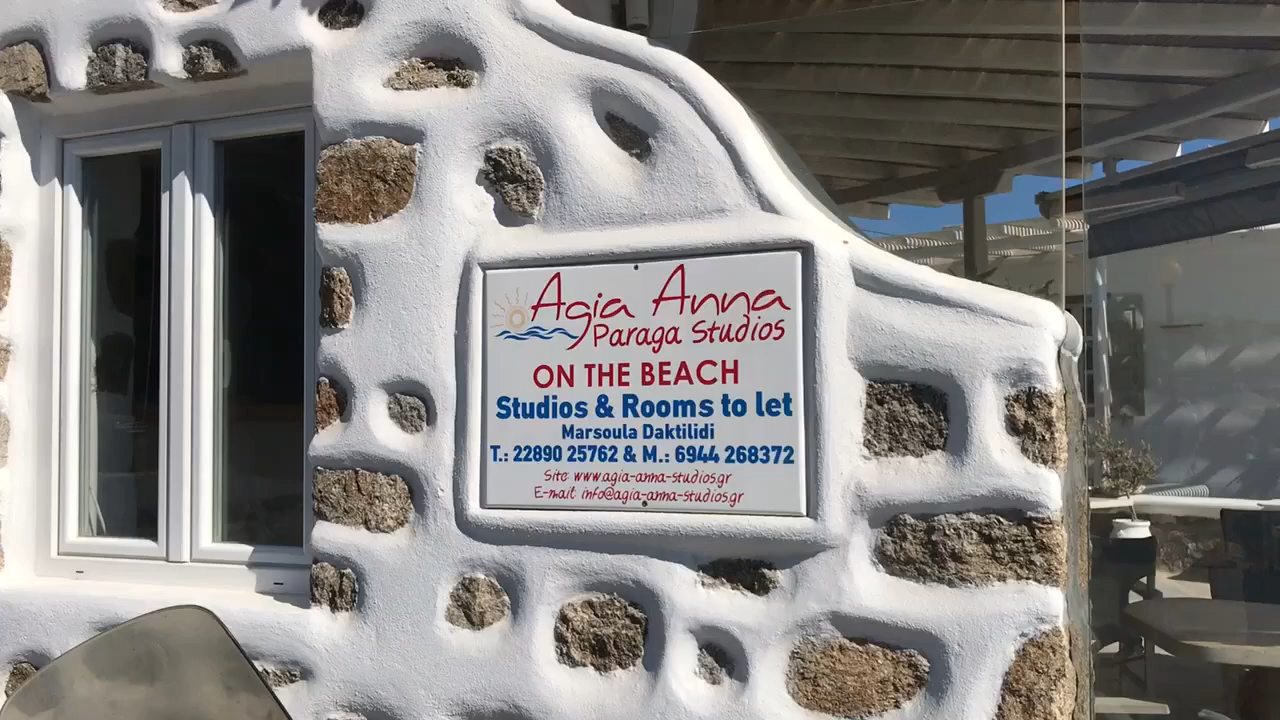 Agia Anna
Paraga Studios
ON THE BEACH
Studios & Rooms to let
Marsoula Daktilidi
T.: 22890 25762 & M.: 6944 268372
Site: www.agia-anna-studios.gr
E-mail: info@agia-anna-studios.gr